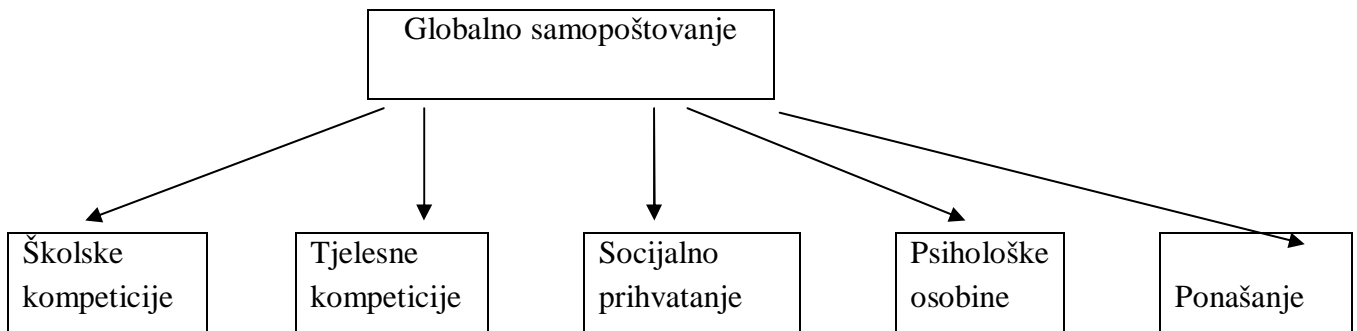 Globalno samopoštovanje
Školske
kompeticije
Tjelesne
kompeticije
Socijalno
prihvatanje
Psihološke
osobine
Ponašanje